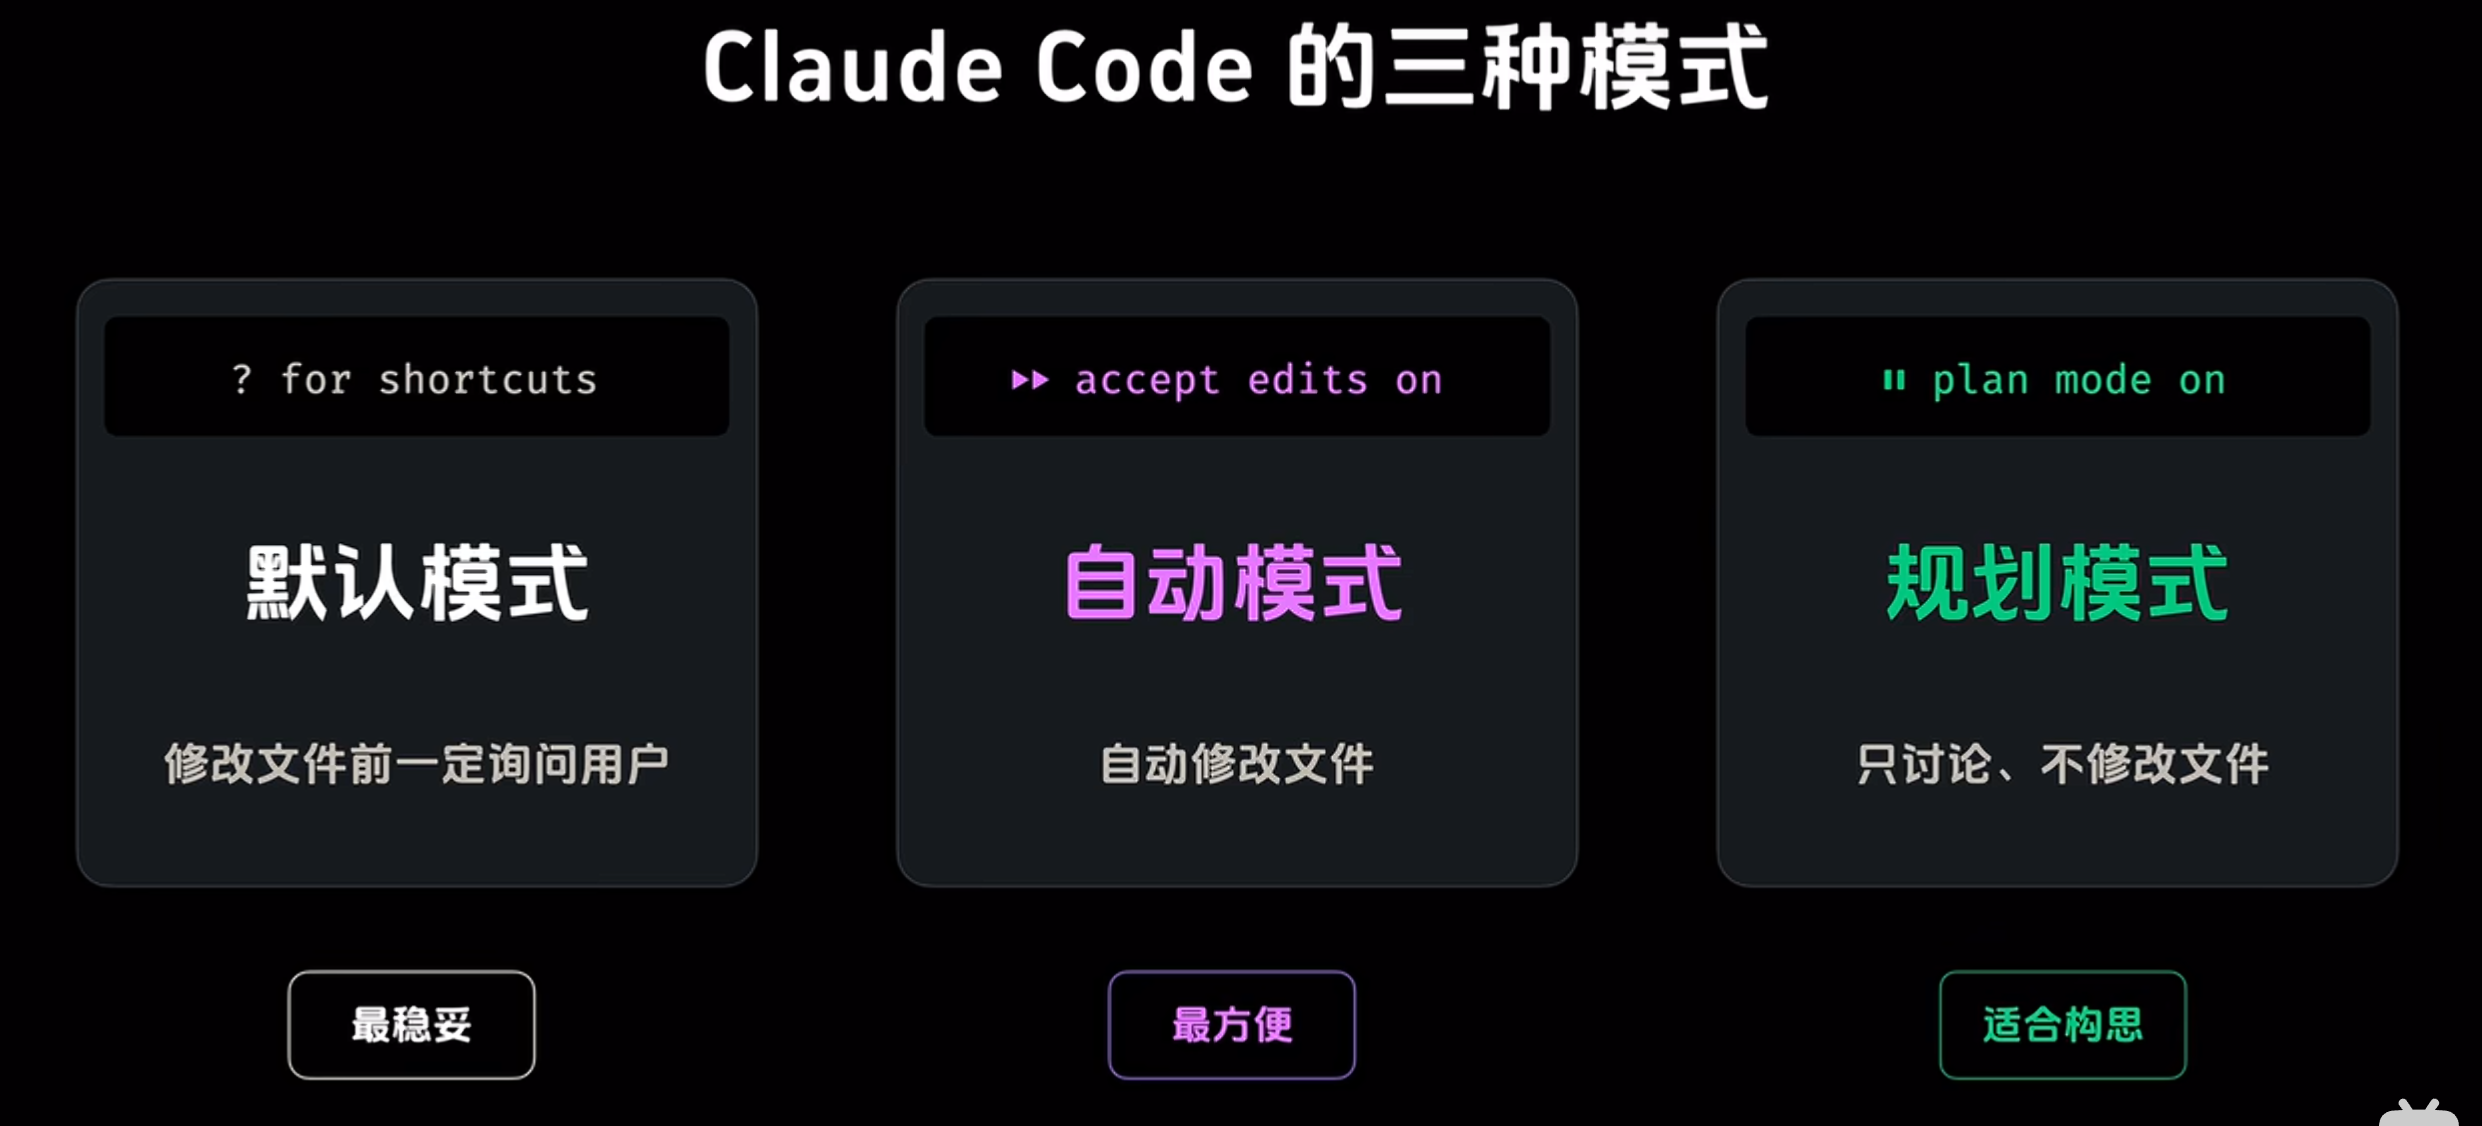 Claude Code 的三种模式
? for shortcuts
默认模式
修改文件前一定询问用户
最稳妥
▶▶ accept edits on
自动模式
自动修改文件
最方便
⏸ plan mode on
规划模式
只讨论、不修改文件
适合构思